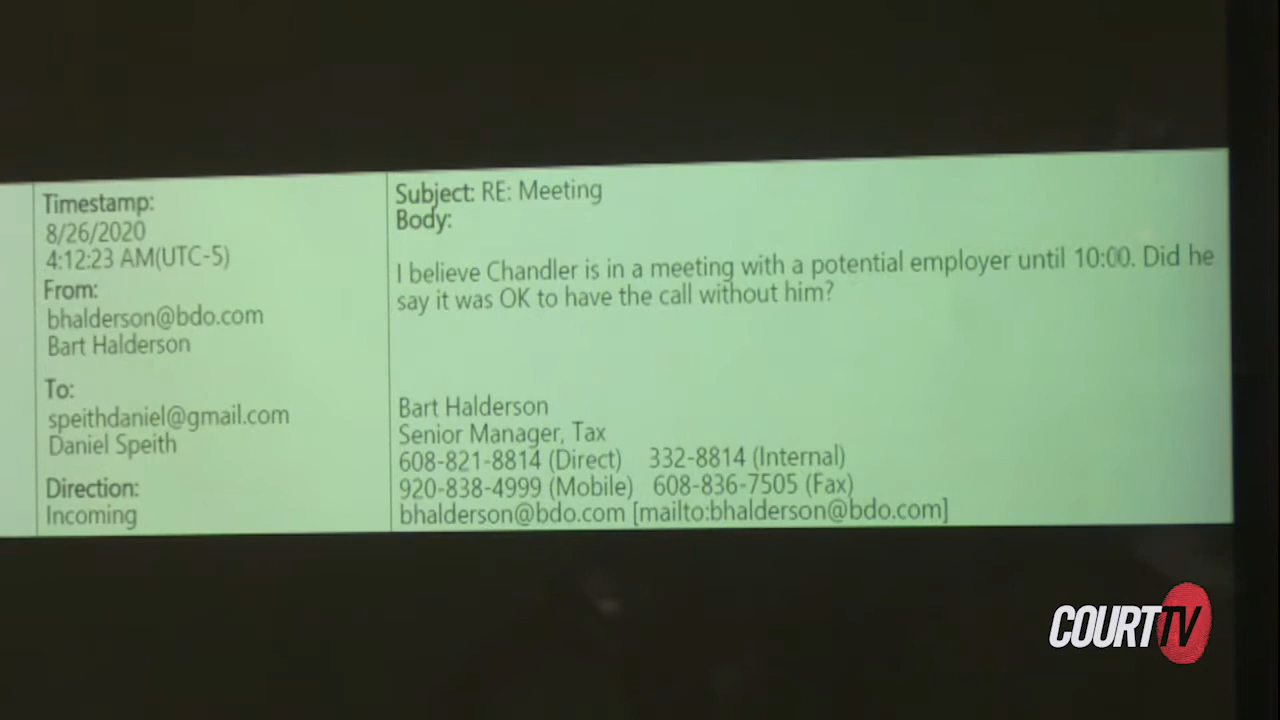 Timestamp:
8/26/2020
4:12:23 AM(UTC-5)
From:
bhalderson@bdo.com
Bart Halderson
To:
speithdaniel@gmail.com
Daniel Speith
Direction:
Incoming
Subject: RE: Meeting
Body:
I believe Chandler is in a meeting with a potential employer until 10:00. Did he
say it was OK to have the call without him?
Bart Halderson
Senior Manager, Tax
608-821-8814 (Direct) 332-8814 (Internal)
920-838-4999 (Mobile) 608-836-7505 (Fax)
bhalderson@bdo.com [mailto:bhalderson@bdo.com]
COURT TV